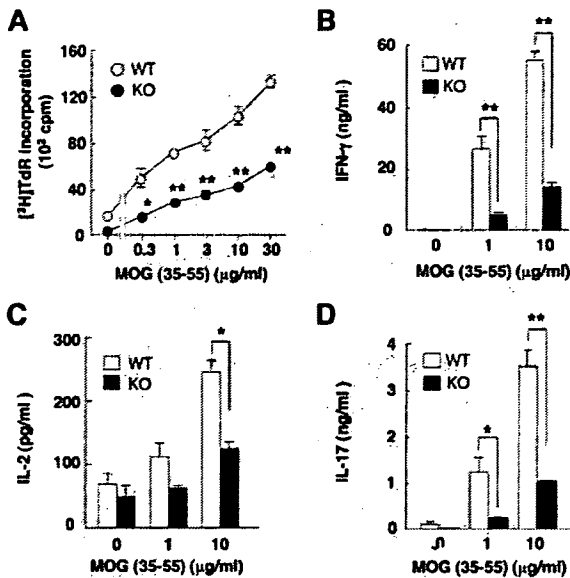 A
[³H]TdR incorporation
(10³ cpm)
160
120
80
40
0
WT
KO
*
**
**
**
**
0
0.3
1
3
10
30
MOG (35-55) (μg/ml)
B
IFN-γ (ng/ml)
60
40
20
0
WT
KO
**
**
0
1
10
MOG (35-55) (μg/ml)
C
IL-2 (pg/ml)
300
200
100
0
WT
KO
*
0
1
10
MOG (35-55) (μg/ml)
D
IL-17 (ng/ml)
4
3
2
1
0
WT
KO
*
**
1
10
MOG (35-55) (μg/ml)